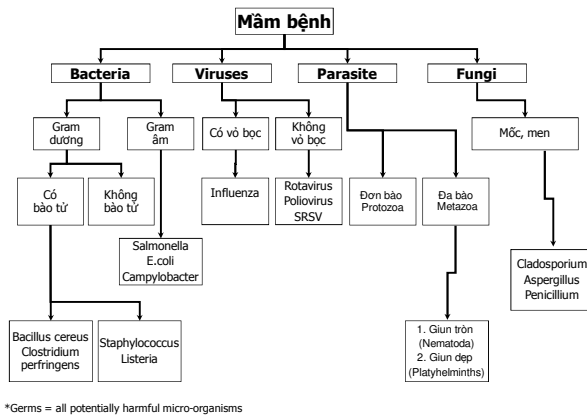 Mầm bệnh
Bacteria
Viruses
Parasite
Fungi
Gram
dương
Gram
âm
Có vỏ bọc
Không
vỏ bọc
Mốc, men
Có
bào tử
Không
bào tử
Influenza
Rotavirus
Poliovirus
SRSV
Đơn bào
Protozoa
Đa bào
Metazoa
Salmonella
E.coli
Campylobacter
Cladosporium
Aspergillus
Penicillium
Bacillus cereus
Clostridium
perfringens
Staphylococcus
Listeria
1. Giun tròn
(Nematoda)
2. Giun dẹp
(Platyhelminths)
*Germs = all potentially harmful micro-organisms